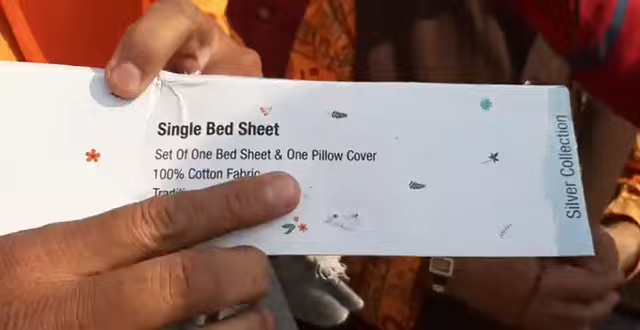 Single Bed Sheet
Set Of One Bed Sheet & One Pillow Cover
100% Cotton Fabric
Silver Collection